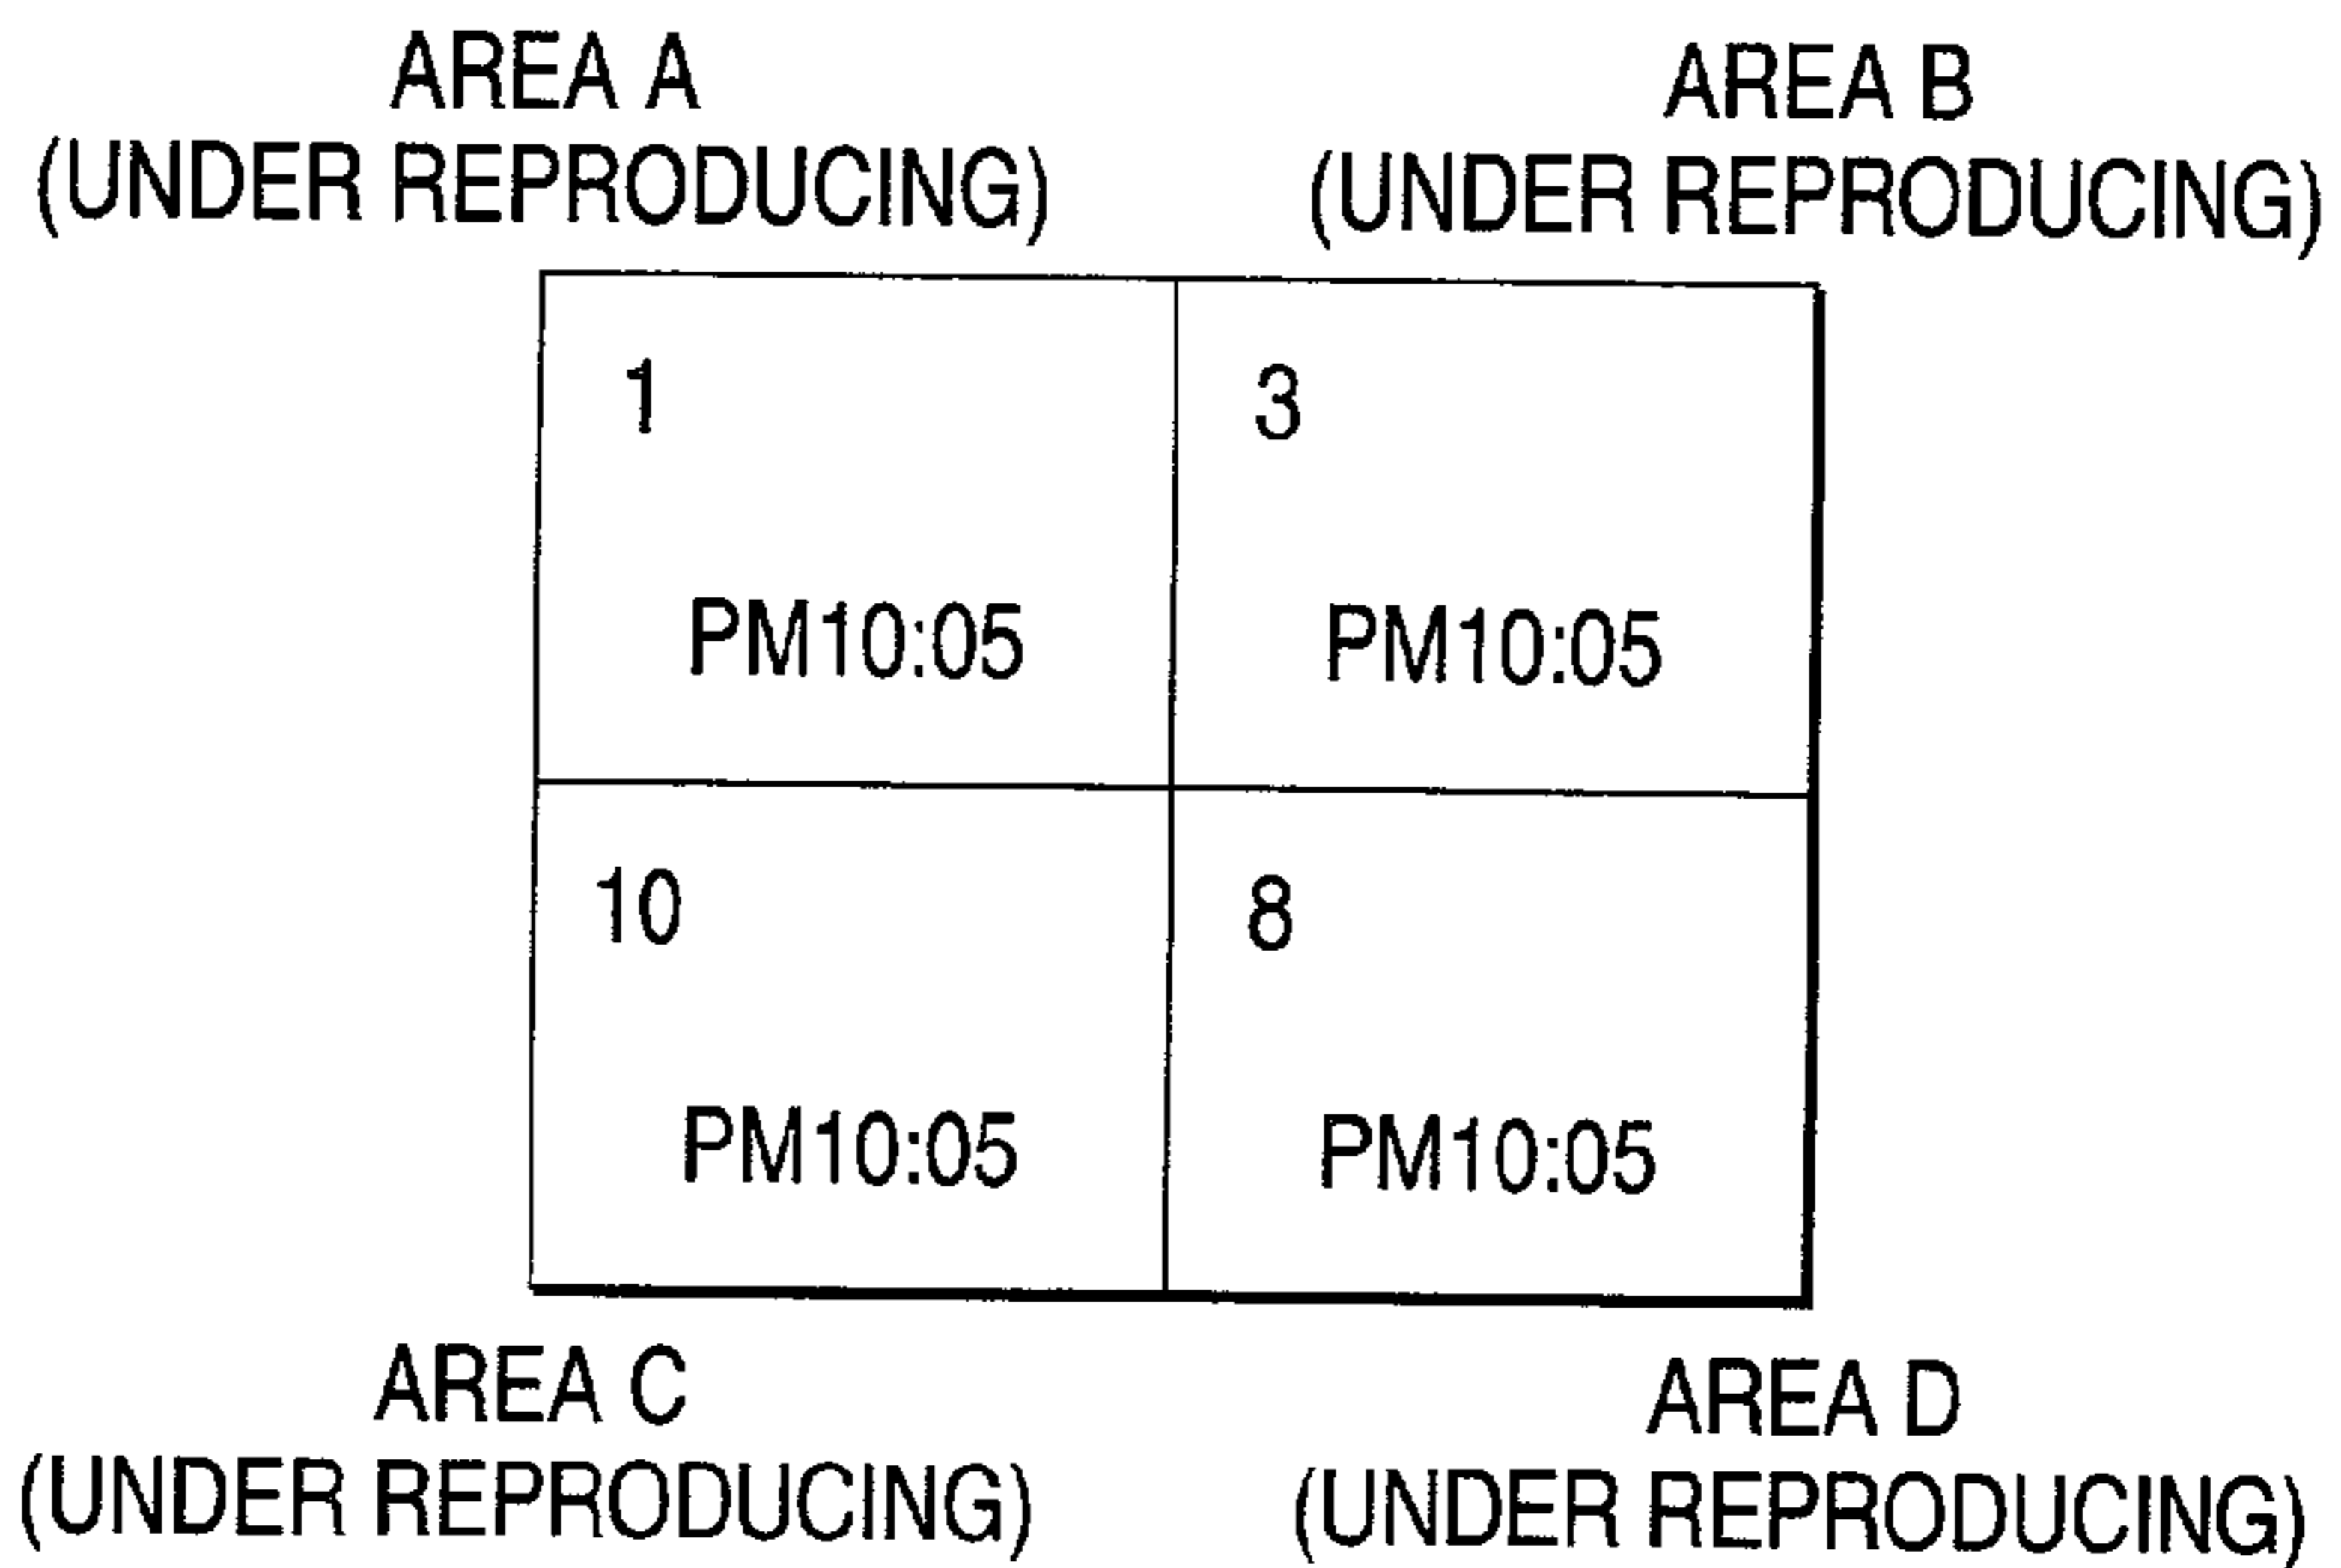 AREA A
(UNDER REPRODUCING)
AREA B
(UNDER REPRODUCING)
1
3
PM10:05
PM10:05
10
8
PM10:05
PM10:05
AREA C
(UNDER REPRODUCING)
AREA D
(UNDER REPRODUCING)